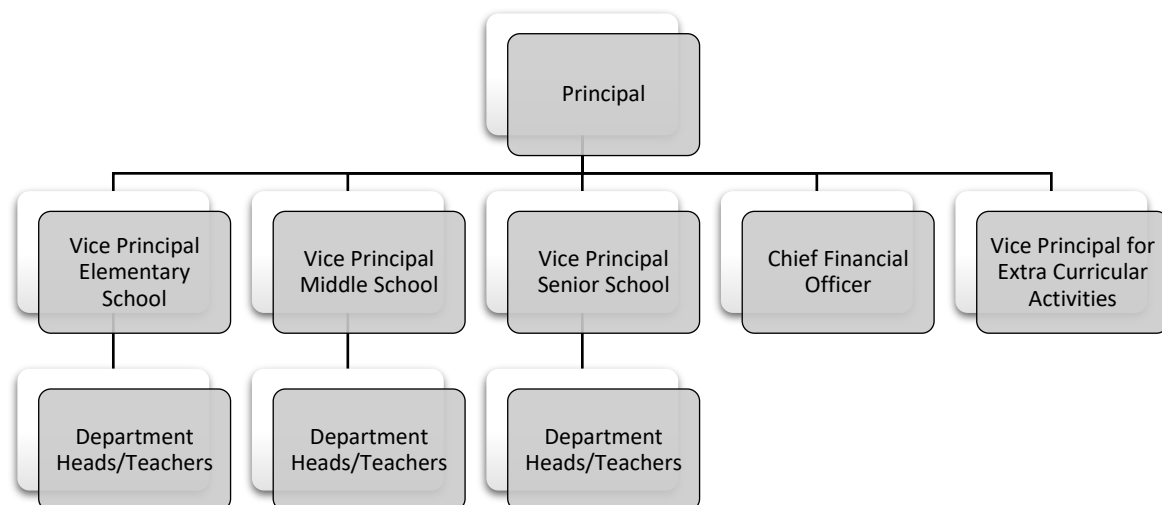 Principal
Vice Principal
Elementary
School
Vice Principal
Middle School
Vice Principal
Senior School
Chief Financial
Officer
Vice Principal for
Extra Curricular
Activities
Department
Heads/Teachers
Department
Heads/Teachers
Department
Heads/Teachers